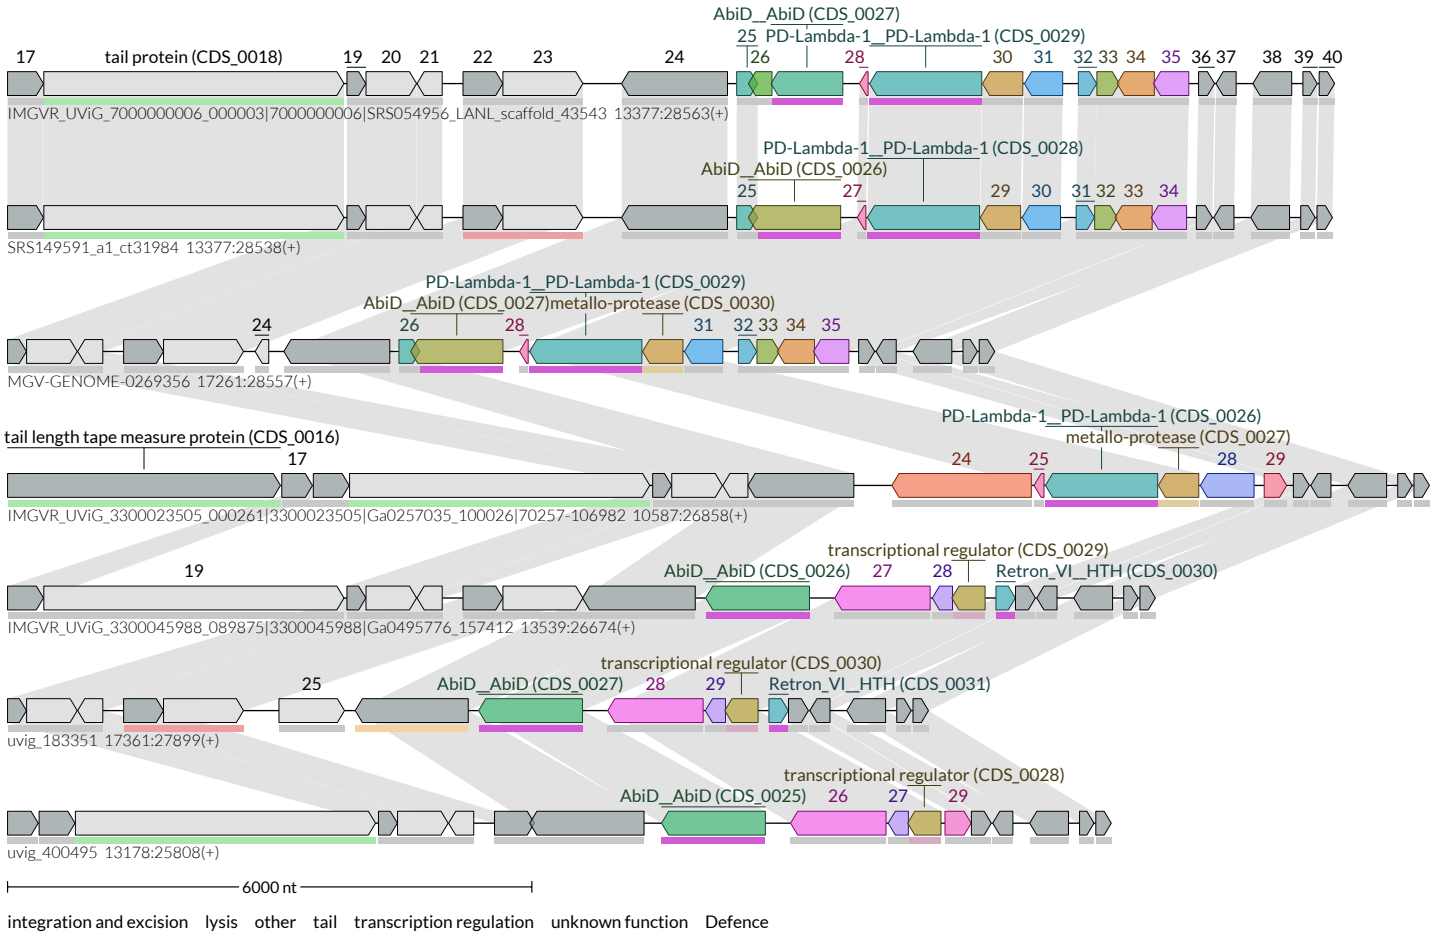 AbiD__AbiD (CDS_0027)
25 PD-Lambda-1__PD-Lambda-1 (CDS_0029)
17 tail protein (CDS_0018) 19 20 21 22 23 24 26 28 30 31 32 33 34 35 36 37 38 39 40
IMGVR_UViG_7000000006_000003|7000000006|SRS054956_LANL_scaffold_43543 13377:28563(+)
PD-Lambda-1__PD-Lambda-1 (CDS_0028)
AbiD__AbiD (CDS_0026)
25 27 29 30 31 32 33 34
SRS149591_a1_ct31984 13377:28538(+)
PD-Lambda-1__PD-Lambda-1 (CDS_0029)
AbiD__AbiD (CDS_0027) metallo-protease (CDS_0030)
24 26 28 31 32 33 34 35
MGV-GENOME-0269356 17261:28557(+)
PD-Lambda-1__PD-Lambda-1 (CDS_0026)
tail length tape measure protein (CDS_0016) metallo-protease (CDS_0027)
17 24 25 28 29
IMGVR_UViG_3300023505_000261|3300023505|Ga0257035_100026|70257-106982 10587:26858(+)
transcriptional regulator (CDS_0029)
19 AbiD__AbiD (CDS_0026) 27 28 Retron_VI__HTH (CDS_0030)
IMGVR_UViG_3300045988_089875|3300045988|Ga0495776_157412 13539:26674(+)
transcriptional regulator (CDS_0030)
25 AbiD__AbiD (CDS_0027) 28 29 Retron_VI__HTH (CDS_0031)
uvig_183351 17361:27899(+)
transcriptional regulator (CDS_0028)
AbiD__AbiD (CDS_0025) 26 27 29
uvig_400495 13178:25808(+)
6000 nt
integration and excision lysis other tail transcription regulation unknown function Defence